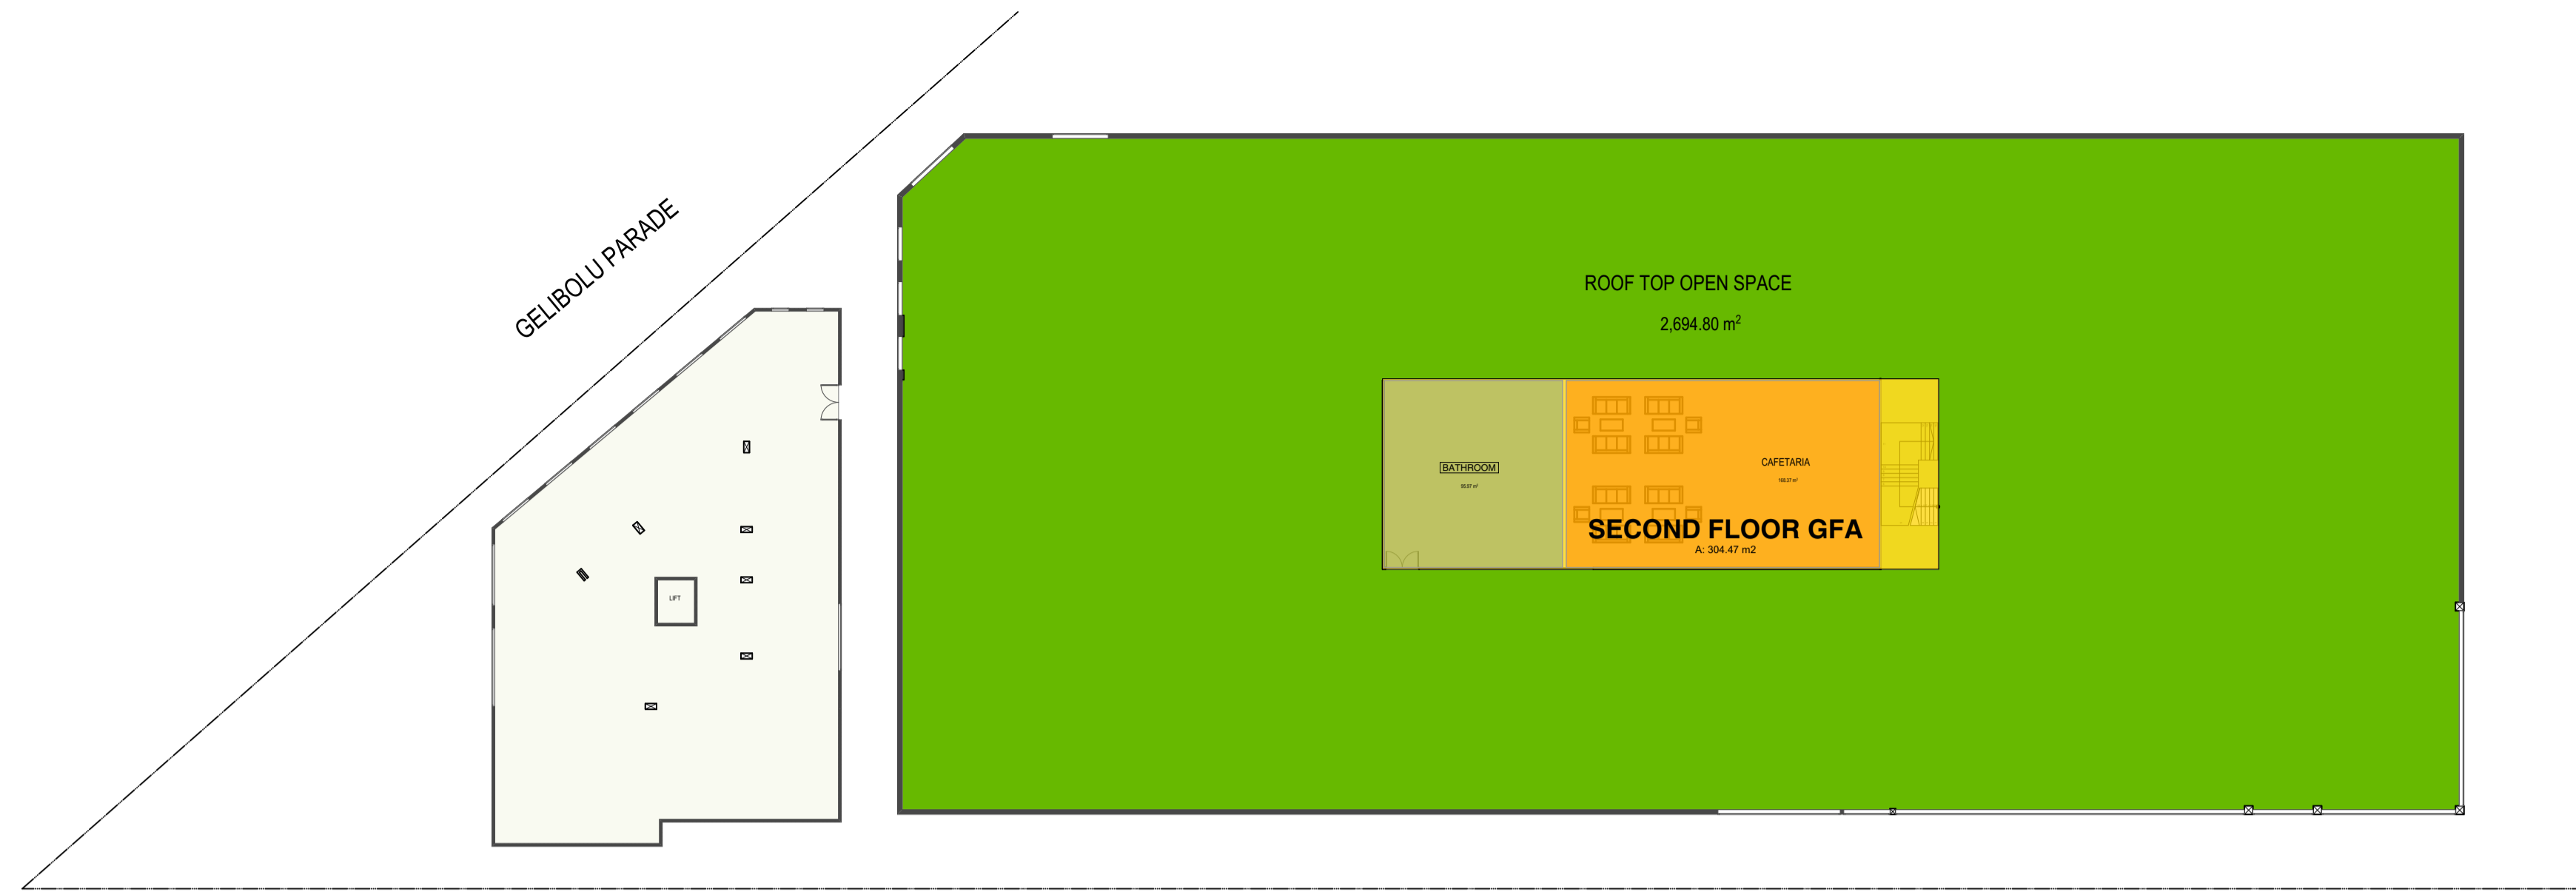 GELIBOLU PARADE
ROOF TOP OPEN SPACE
2,694.80 m²
BATHROOM
CAFETARIA
SECOND FLOOR GFA
A: 304.47 m2
LIFT